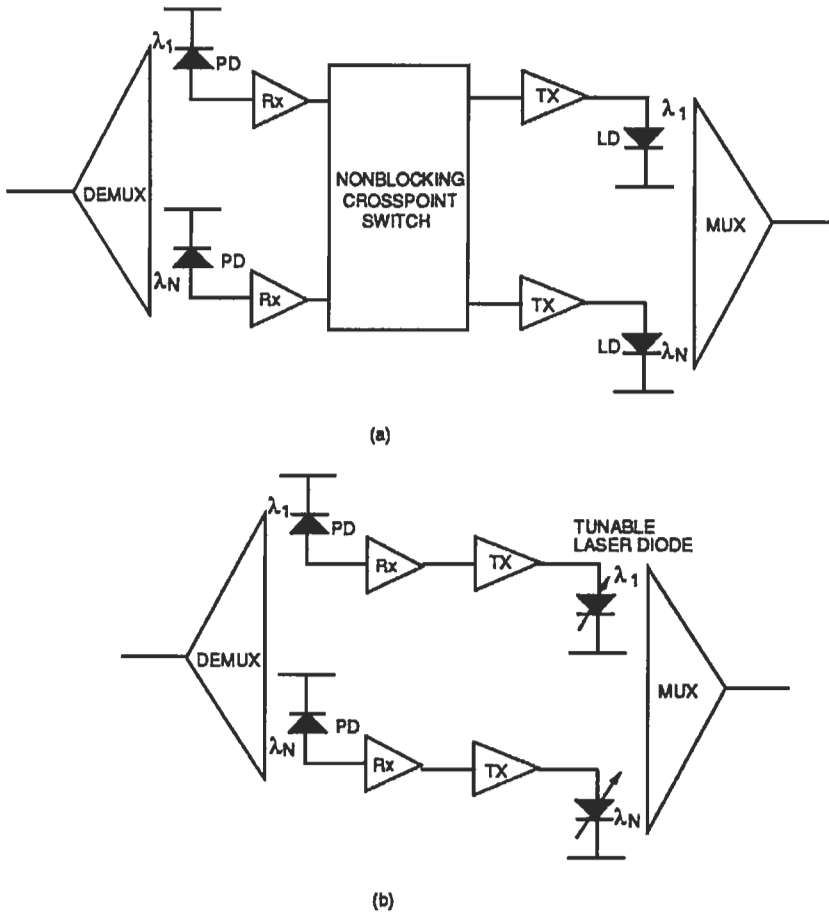 λ1
PD
Rx
TX
λ1
LD
DEMUX
NONBLOCKING
CROSSPOINT
SWITCH
MUX
λN
PD
Rx
TX
LD
λN
(a)
λ1
PD
Rx
TX
TUNABLE
LASER DIODE
λ1
DEMUX
MUX
λN
PD
Rx
TX
λN
(b)